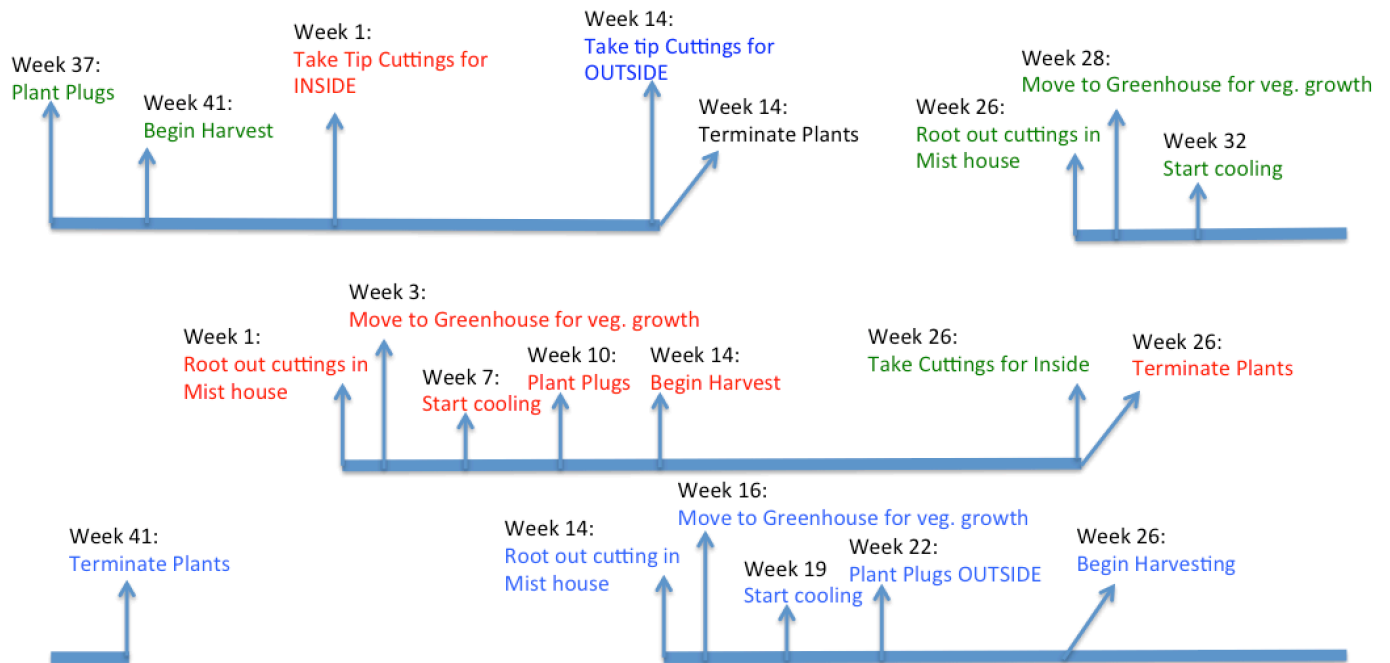 Week 37:
Plant Plugs
Week 41:
Begin Harvest
Week 1:
Take Tip Cuttings for
INSIDE
Week 14:
Take tip Cuttings for
OUTSIDE
Week 14:
Terminate Plants
Week 26:
Root out cuttings in
Mist house
Week 28:
Move to Greenhouse for veg. growth
Week 32
Start cooling
Week 1:
Root out cuttings in
Mist house
Week 3:
Move to Greenhouse for veg. growth
Week 7:
Start cooling
Week 10:
Plant Plugs
Week 14:
Begin Harvest
Week 26:
Take Cuttings for Inside
Week 26:
Terminate Plants
Week 41:
Terminate Plants
Week 14:
Root out cutting in
Mist house
Week 16:
Move to Greenhouse for veg. growth
Week 19
Start cooling
Week 22:
Plant Plugs OUTSIDE
Week 26:
Begin Harvesting